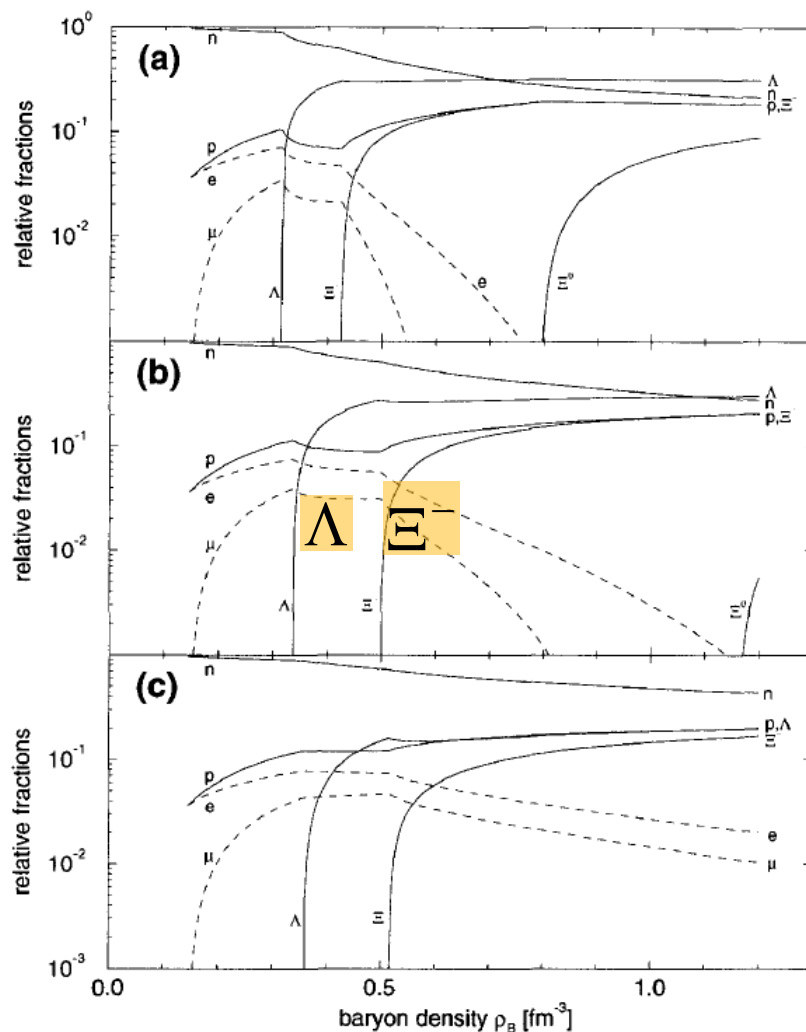 10⁰
n
(a)
Λ
n
p,Ξ⁻
10⁻¹
p
e
μ
10⁻²
Λ
Ξ
e
Ξ⁰
relative fractions
n
(b)
Λ
n
p,Ξ⁻
10⁻¹
p
e
μ
Λ Ξ⁻
10⁻²
Λ
Ξ
Ξ⁰
relative fractions
n
(c)
n
p,Λ
Ξ⁻
10⁻¹
p
e
e
μ
μ
10⁻²
Λ
Ξ
10⁻³
relative fractions
0.0 0.5 1.0
baryon density ρB [fm⁻³]